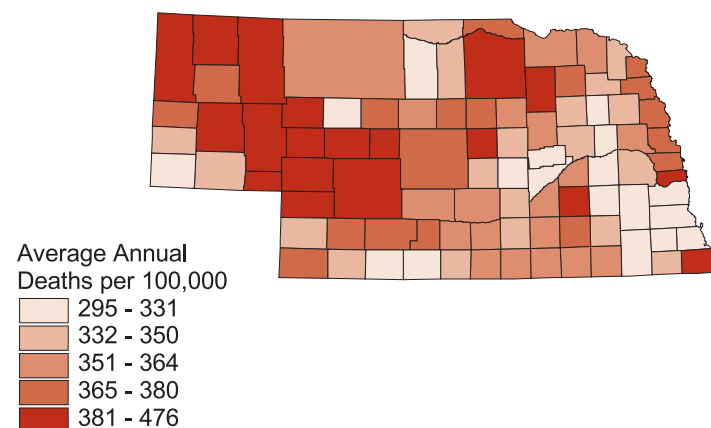 Average Annual
Deaths per 100,000
295 - 331
332 - 350
351 - 364
365 - 380
381 - 476